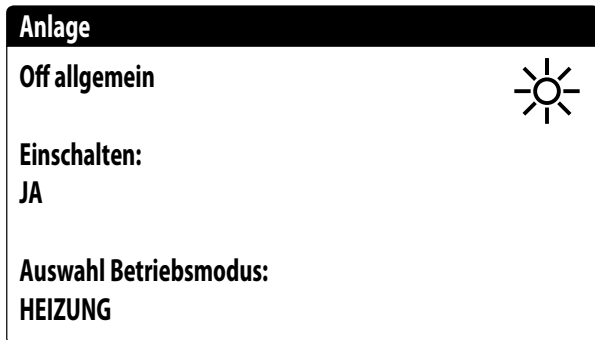 Anlage
Off allgemein
Einschalten:
JA
Auswahl Betriebsmodus:
HEIZUNG